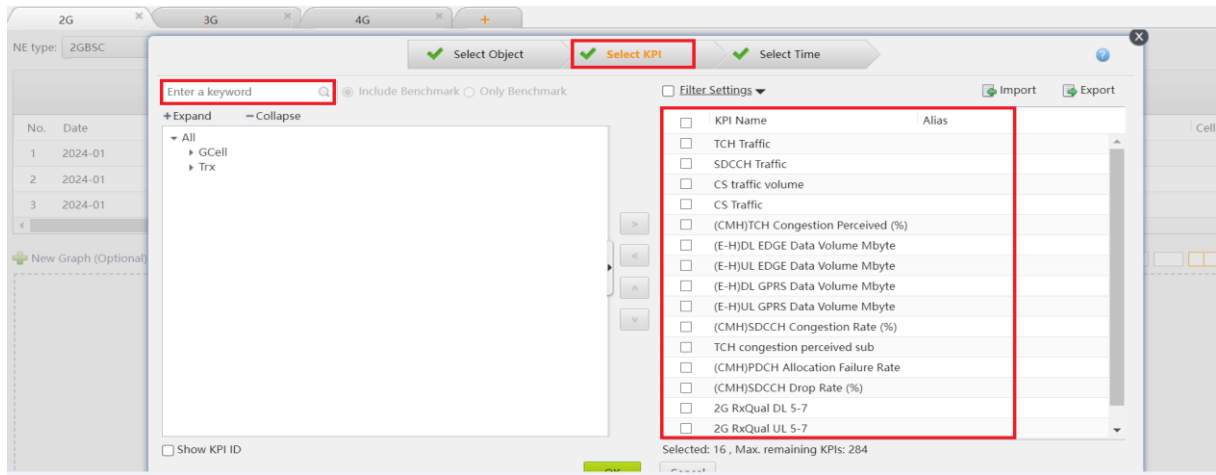 2G × 3G × 4G × +
NE type: 2GBSC
Select Object Select KPI Select Time
Enter a keyword Include Benchmark Only Benchmark Filter Settings Import Export
+Expand −Collapse
KPI Name Alias
No. Date
Cell
All
GCell
Trx
1 2024-01
2 2024-01
3 2024-01
New Graph (Optional)
TCH Traffic
SDCCH Traffic
CS traffic volume
CS Traffic
(CMH)TCH Congestion Perceived (%)
(E-H)DL EDGE Data Volume Mbyte
(E-H)UL EDGE Data Volume Mbyte
(E-H)DL GPRS Data Volume Mbyte
(E-H)UL GPRS Data Volume Mbyte
(CMH)SDCCH Congestion Rate (%)
TCH congestion perceived sub
(CMH)PDCH Allocation Failure Rate
(CMH)SDCCH Drop Rate (%)
2G RxQual DL 5-7
2G RxQual UL 5-7
Show KPI ID
Selected: 16 , Max. remaining KPIs: 284
OK Cancel